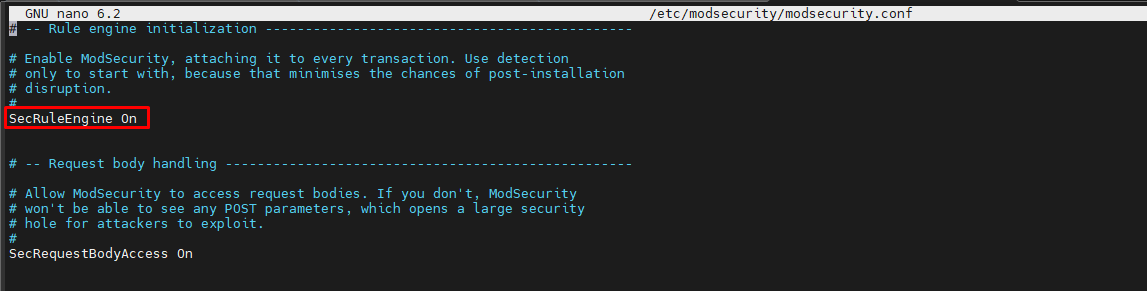 GNU nano 6.2 /etc/modsecurity/modsecurity.conf
# -- Rule engine initialization ----------------------------------------------
# Enable ModSecurity, attaching it to every transaction. Use detection
# only to start with, because that minimises the chances of post-installation
# disruption.
#
SecRuleEngine On
# -- Request body handling ---------------------------------------------------
# Allow ModSecurity to access request bodies. If you don't, ModSecurity
# won't be able to see any POST parameters, which opens a large security
# hole for attackers to exploit.
#
SecRequestBodyAccess On